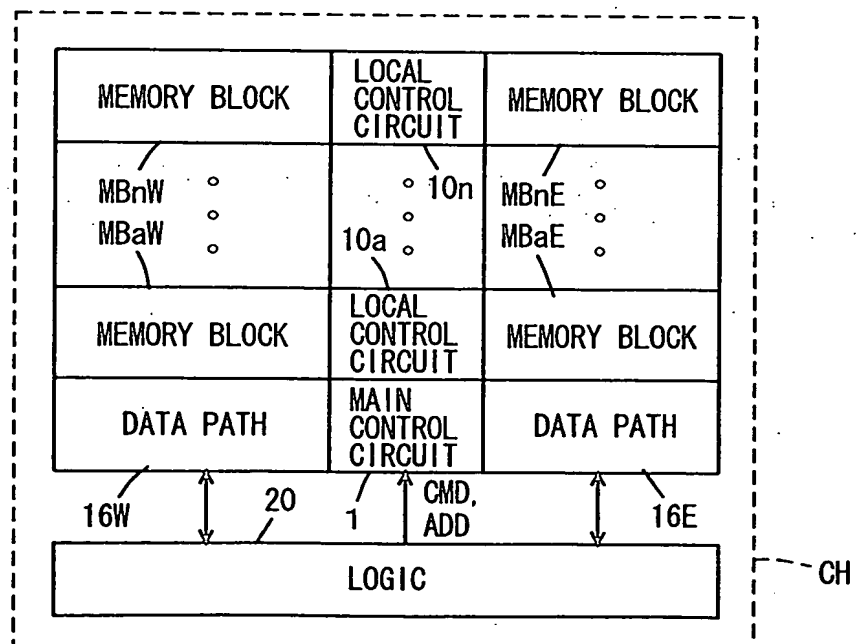 MEMORY BLOCK
LOCAL
CONTROL
CIRCUIT
MEMORY BLOCK
MBnW
10n
MBnE
MBaW
10a
MBaE
MEMORY BLOCK
LOCAL
CONTROL
CIRCUIT
MEMORY BLOCK
DATA PATH
MAIN
CONTROL
CIRCUIT
DATA PATH
16W
20
1
CMD,
ADD
16E
LOGIC
CH